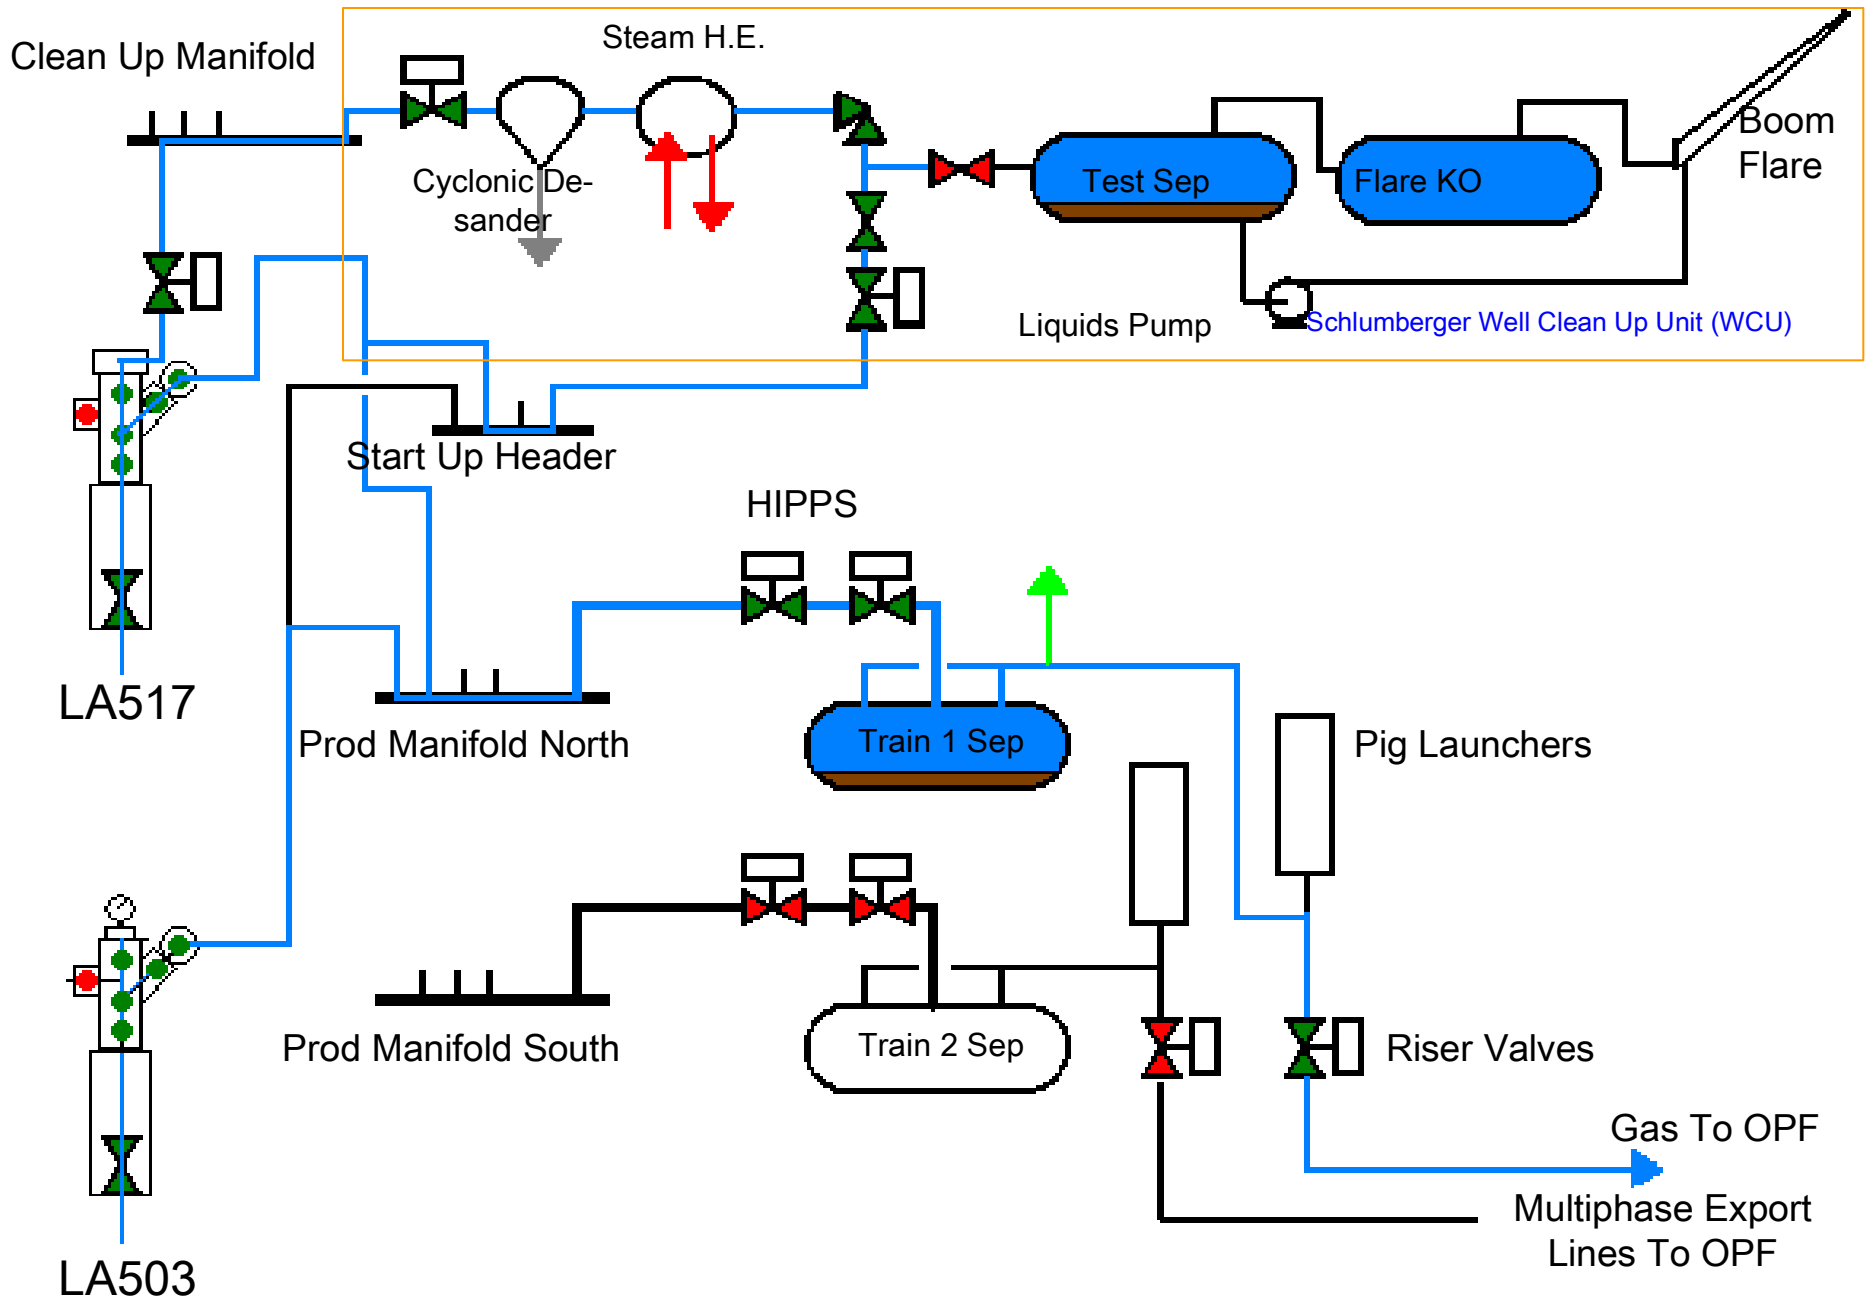 Steam H.E.
Clean Up Manifold
Boom
Flare
Cyclonic De-
sander
Test Sep
Flare KO
Liquids Pump
Schlumberger Well Clean Up Unit (WCU)
Start Up Header
HIPPS
LA517
Prod Manifold North
Train 1 Sep
Pig Launchers
Prod Manifold South
Train 2 Sep
Riser Valves
Gas To OPF
Multiphase Export
Lines To OPF
LA503